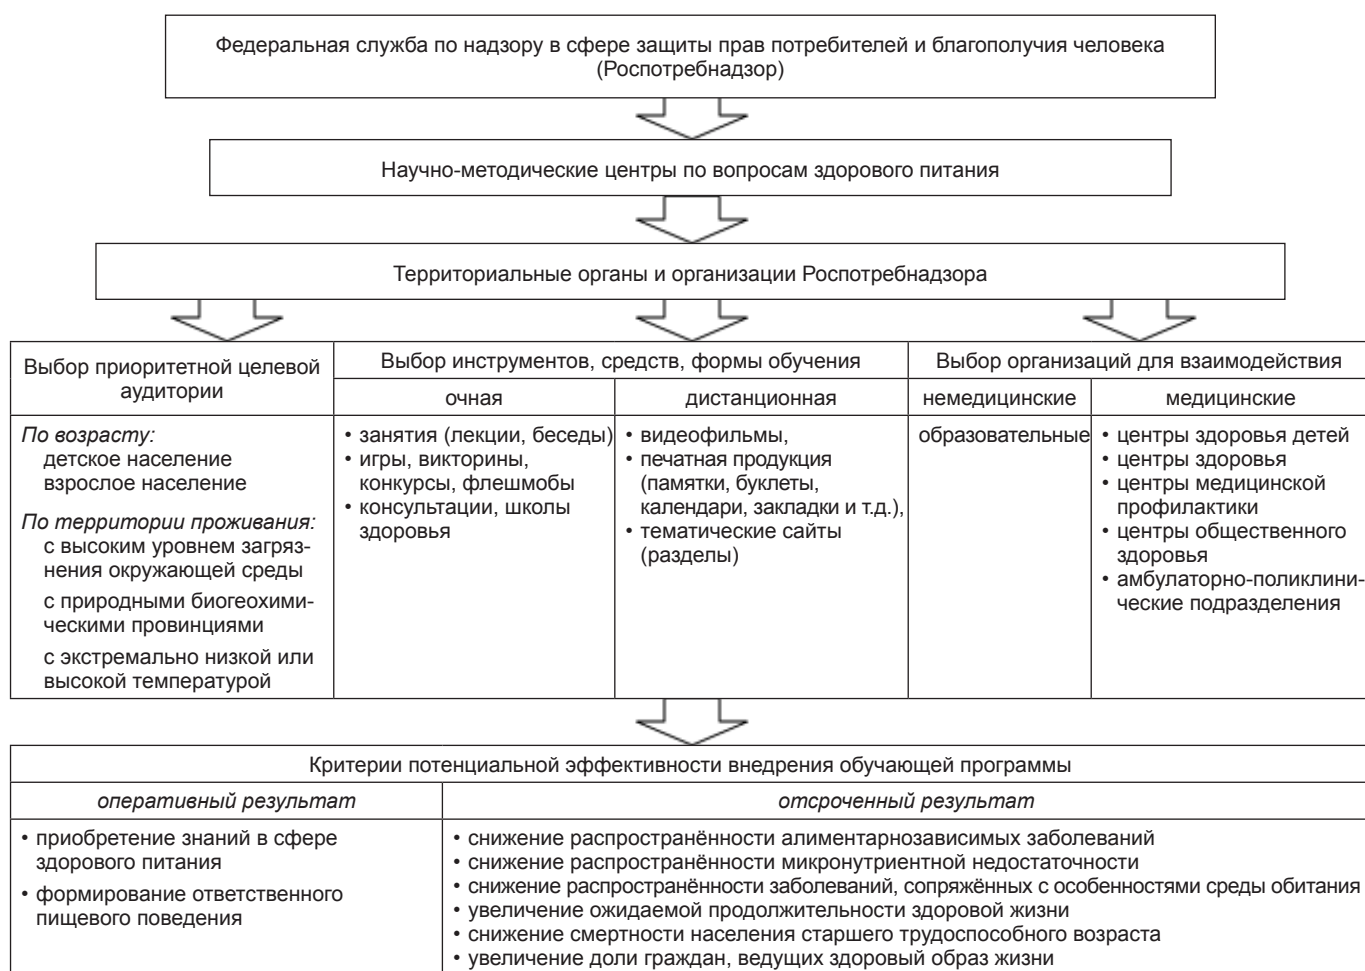 Федеральная служба по надзору в сфере защиты прав потребителей и благополучия человека
(Роспотребнадзор)
Научно-методические центры по вопросам здорового питания
Территориальные органы и организации Роспотребнадзора
Выбор приоритетной целевой
аудитории
Выбор инструментов, средств, формы обучения
Выбор организаций для взаимодействия
очная
дистанционная
немедицинские
медицинские
По возрасту:
детское население
взрослое население
По территории проживания:
с высоким уровнем загряз-
нения окружающей среды
с природными биогеохими-
ческими провинциями
с экстремально низкой или
высокой температурой
• занятия (лекции, беседы)
• игры, викторины,
конкурсы, флешмобы
• консультации, школы
здоровья
• видеофильмы,
• печатная продукция
(памятки, буклеты,
календари, закладки и т.д.),
• тематические сайты
(разделы)
образовательные
• центры здоровья детей
• центры здоровья
• центры медицинской
профилактики
• центры общественного
здоровья
• амбулаторно-поликлини-
ческие подразделения
Критерии потенциальной эффективности внедрения обучающей программы
оперативный результат
отсроченный результат
• приобретение знаний в сфере
здорового питания
• формирование ответственного
пищевого поведения
• снижение распространённости алиментарнозависимых заболеваний
• снижение распространённости микронутриентной недостаточности
• снижение распространённости заболеваний, сопряжённых с особенностями среды обитания
• увеличение ожидаемой продолжительности здоровой жизни
• снижение смертности населения старшего трудоспособного возраста
• увеличение доли граждан, ведущих здоровый образ жизни